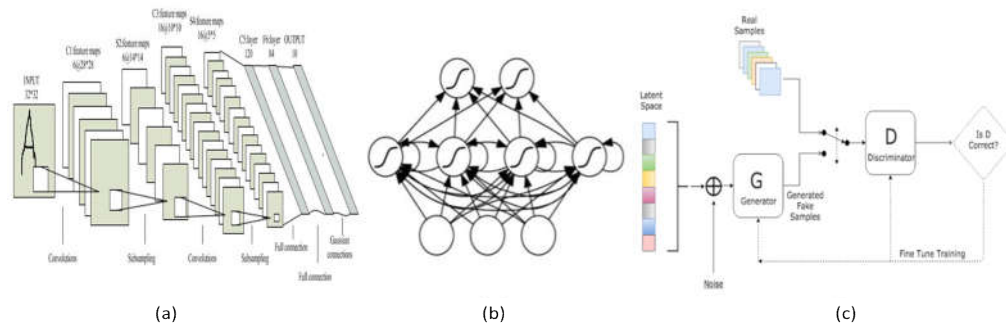 INPUT
32*32
C1:feature maps
6@28*28
S2:feature maps
6@14*14
C3:feature maps
16@10*10
S4:feature maps
16@5*5
C5:layer
120
F6:layer
84
OUTPUT
10
Convolutions
Subsampling
Convolutions
Subsampling
Full connection
Full connection
Gaussian
connections
(a)
(b)
Real
Samples
Latent
Space
G
Generator
Noise
Generated
Fake
Samples
D
Discriminator
Is D
Correct?
Fine Tune Training
(c)